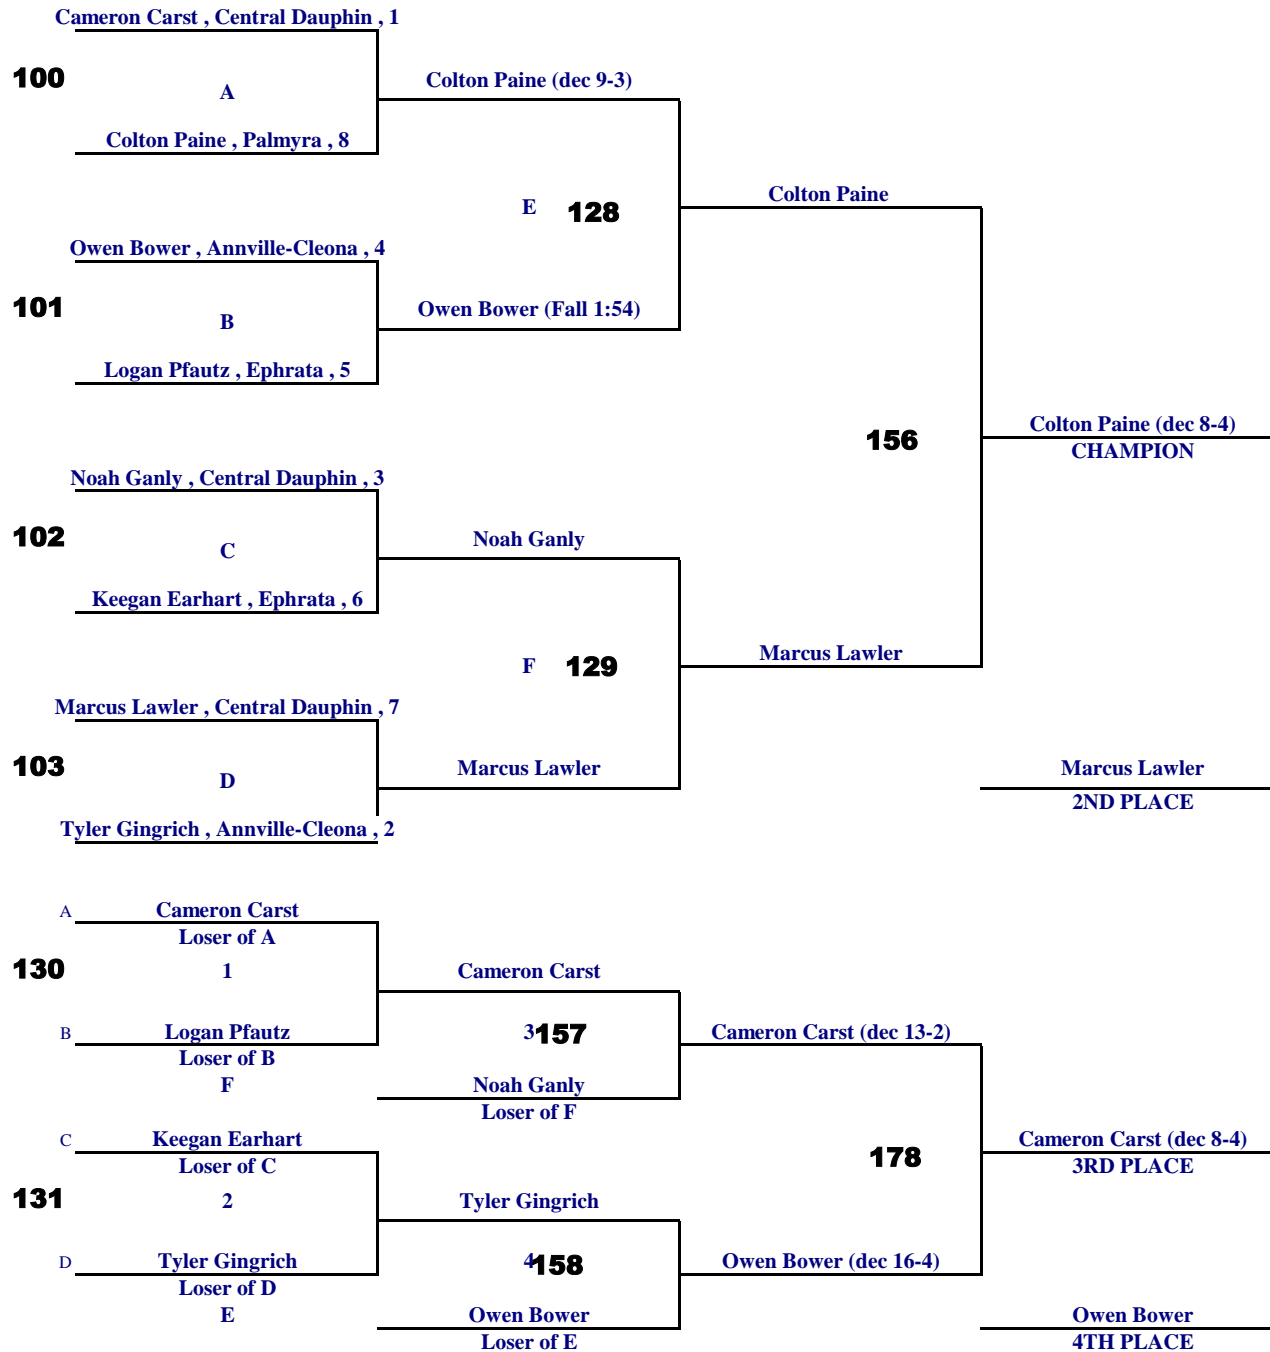 Cameron Carst , Central Dauphin , 1
100
A
Colton Paine (dec 9-3)
Colton Paine , Palmyra , 8
E 128
Colton Paine
Owen Bower , Annville-Cleona , 4
101
B
Owen Bower (Fall 1:54)
Logan Pfautz , Ephrata , 5
156
Colton Paine (dec 8-4)
CHAMPION
Noah Ganly , Central Dauphin , 3
102
C
Noah Ganly
Keegan Earhart , Ephrata , 6
F 129
Marcus Lawler
Marcus Lawler , Central Dauphin , 7
103
D
Marcus Lawler
Marcus Lawler
2ND PLACE
Tyler Gingrich , Annville-Cleona , 2
A Cameron Carst
Loser of A
130
1
Cameron Carst
B Logan Pfautz
Loser of B
3 157
Cameron Carst (dec 13-2)
F
Noah Ganly
Loser of F
C Keegan Earhart
Loser of C
178
Cameron Carst (dec 8-4)
3RD PLACE
131
2
Tyler Gingrich
D Tyler Gingrich
Loser of D
4 158
Owen Bower (dec 16-4)
E
Owen Bower
Loser of E
Owen Bower
4TH PLACE